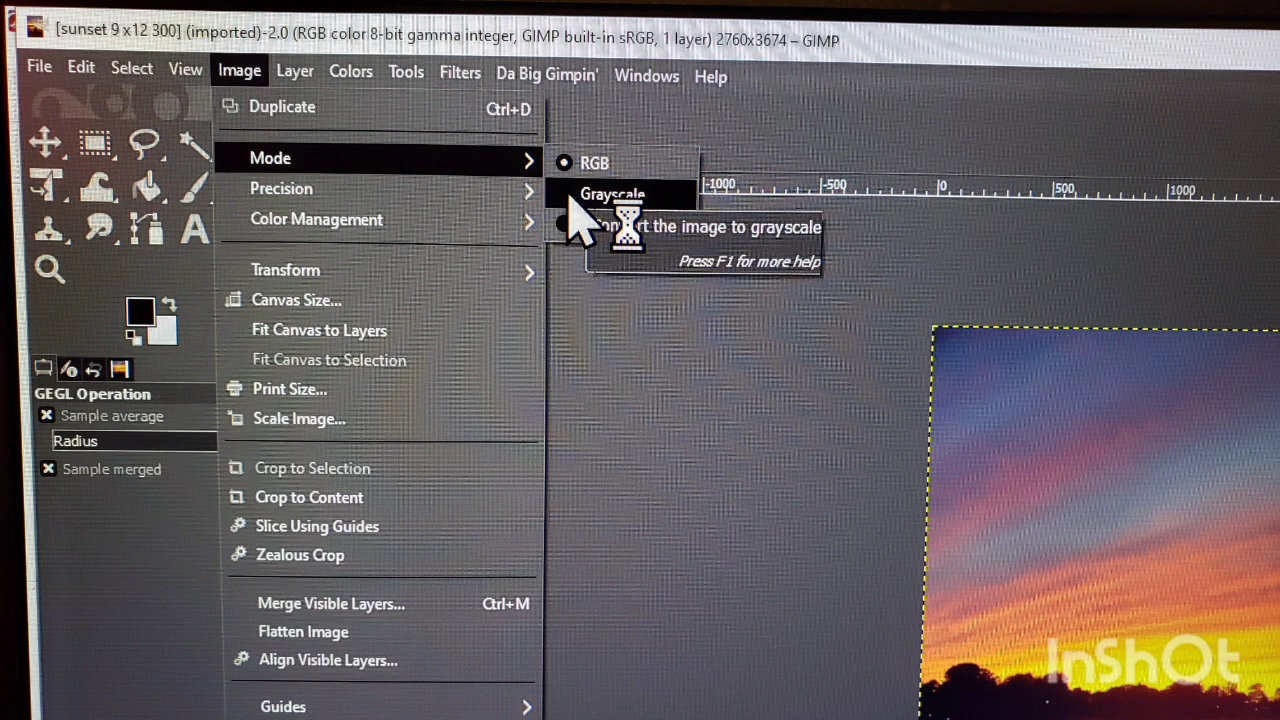 [sunset 9 x12 300] (imported)-2.0 (RGB color 8-bit gamma integer, GIMP built-in sRGB, 1 layer) 2760x3674 – GIMP
File Edit Select View Image Layer Colors Tools Filters Da Big Gimpin' Windows Help
Duplicate Ctrl+D
Mode
RGB
Grayscale
Precision
Color Management
the image to grayscale
Press F1 for more help
-1000 -500 0 500 1000
Transform
Canvas Size...
Fit Canvas to Layers
Fit Canvas to Selection
Print Size...
Scale Image...
Crop to Selection
Crop to Content
Slice Using Guides
Zealous Crop
Merge Visible Layers... Ctrl+M
Flatten Image
Align Visible Layers...
Guides
A
GEGL Operation
Sample average
Radius
Sample merged
InShOt